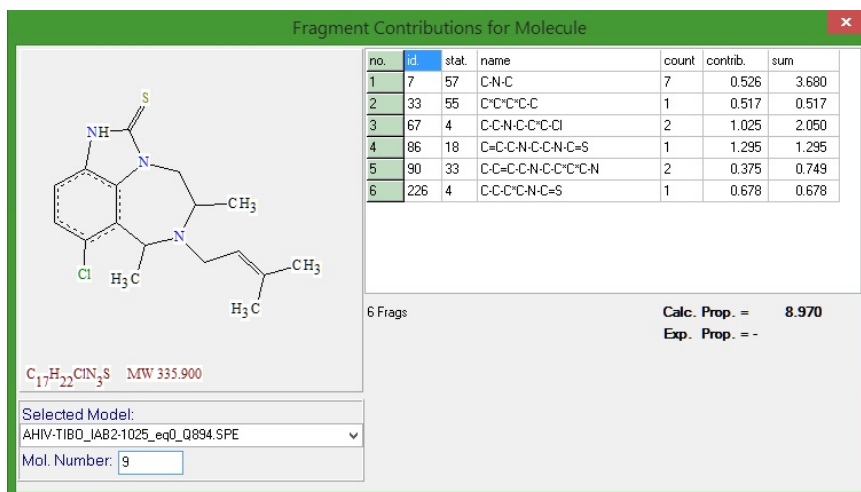 Fragment Contributions for Molecule
x
no. id. stat. name count contrib. sum
1 7 57 C-N-C 7 0.526 3.680
2 33 55 C*C*C*C-C 1 0.517 0.517
3 67 4 C-C-N-C-C*C-Cl 2 1.025 2.050
4 86 18 C=C-C-N-C-C-N-C=S 1 1.295 1.295
5 90 33 C-C=C-C-N-C-C*C*C-N 2 0.375 0.749
6 226 4 C-C-C*C-N-C=S 1 0.678 0.678
S
NH
N
CH3
N
Cl
H3C
CH3
H3C
C17H22ClN3S MW 335.900
6 Frags
Calc. Prop. = 8.970
Exp. Prop. = -
Selected Model:
AHIV-TIBO_IAB2-1025_eq0_Q894.SPE
Mol. Number: 9